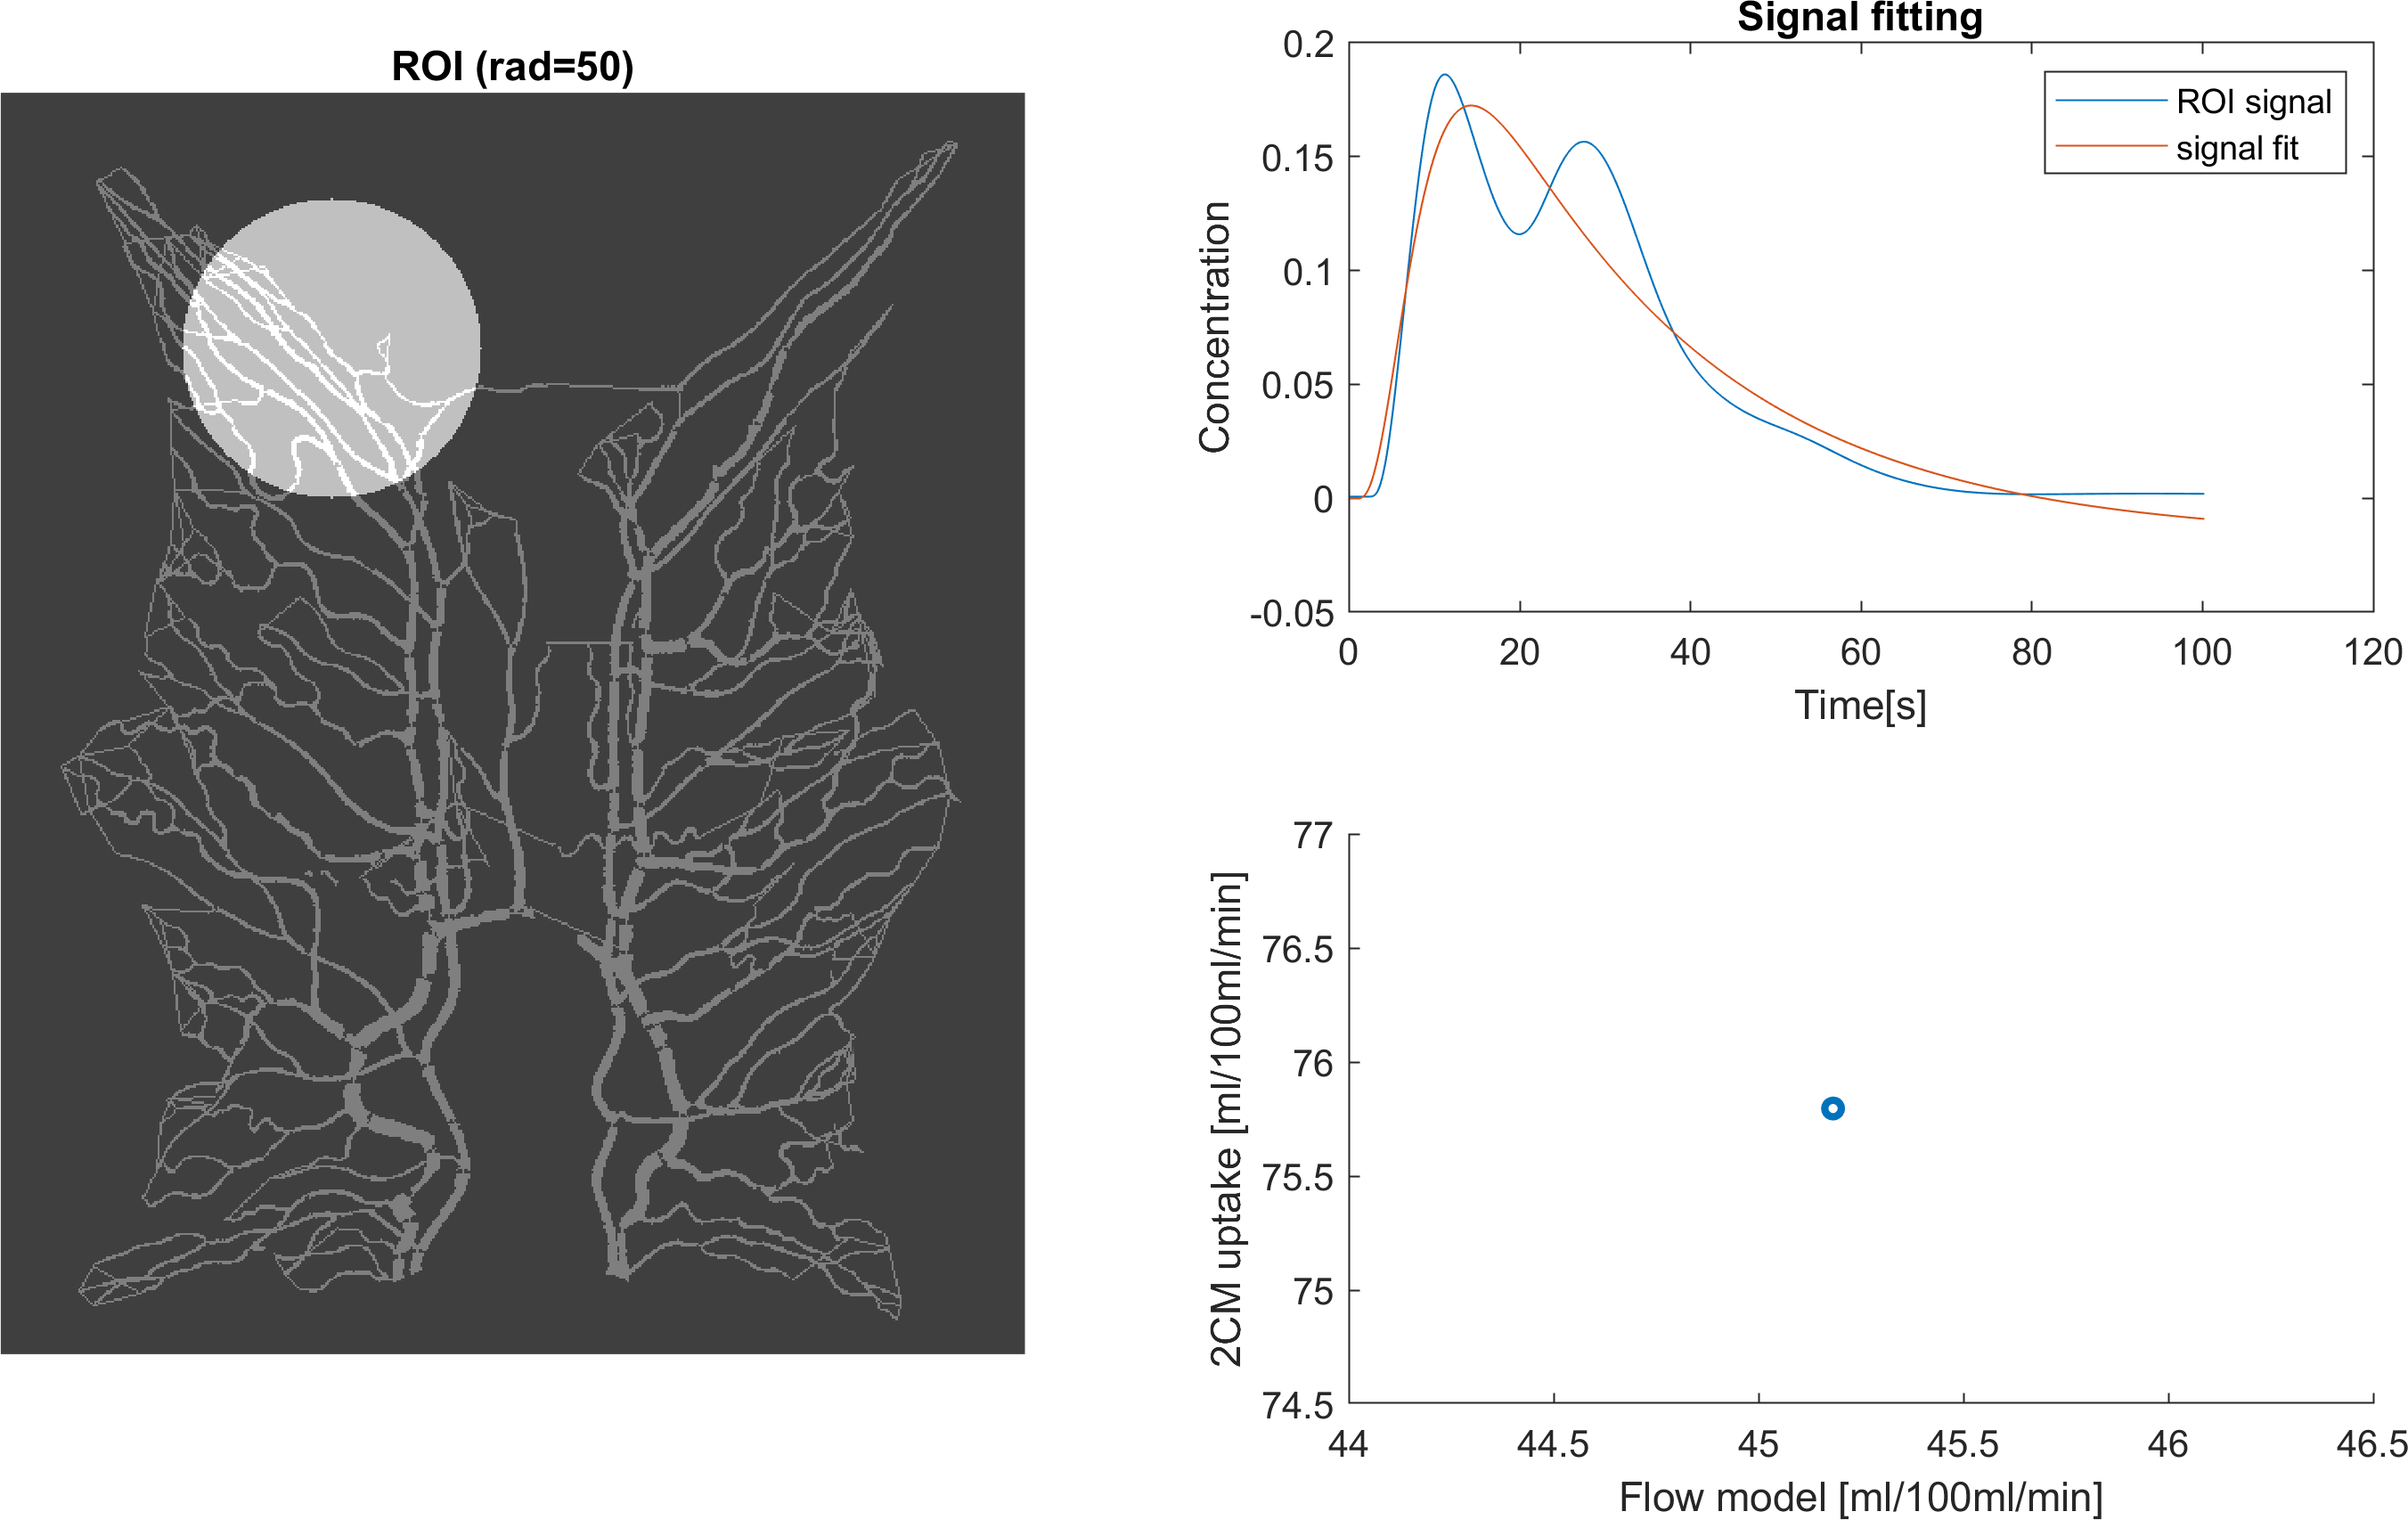 ROI (rad=50)
Signal fitting
0.2
0.15
0.1
0.05
0
-0.05
Concentration
ROI signal
signal fit
0 20 40 60 80 100 120
Time[s]
77
76.5
76
75.5
75
74.5
2CM uptake [ml/100ml/min]
44 44.5 45 45.5 46 46.5
Flow model [ml/100ml/min]